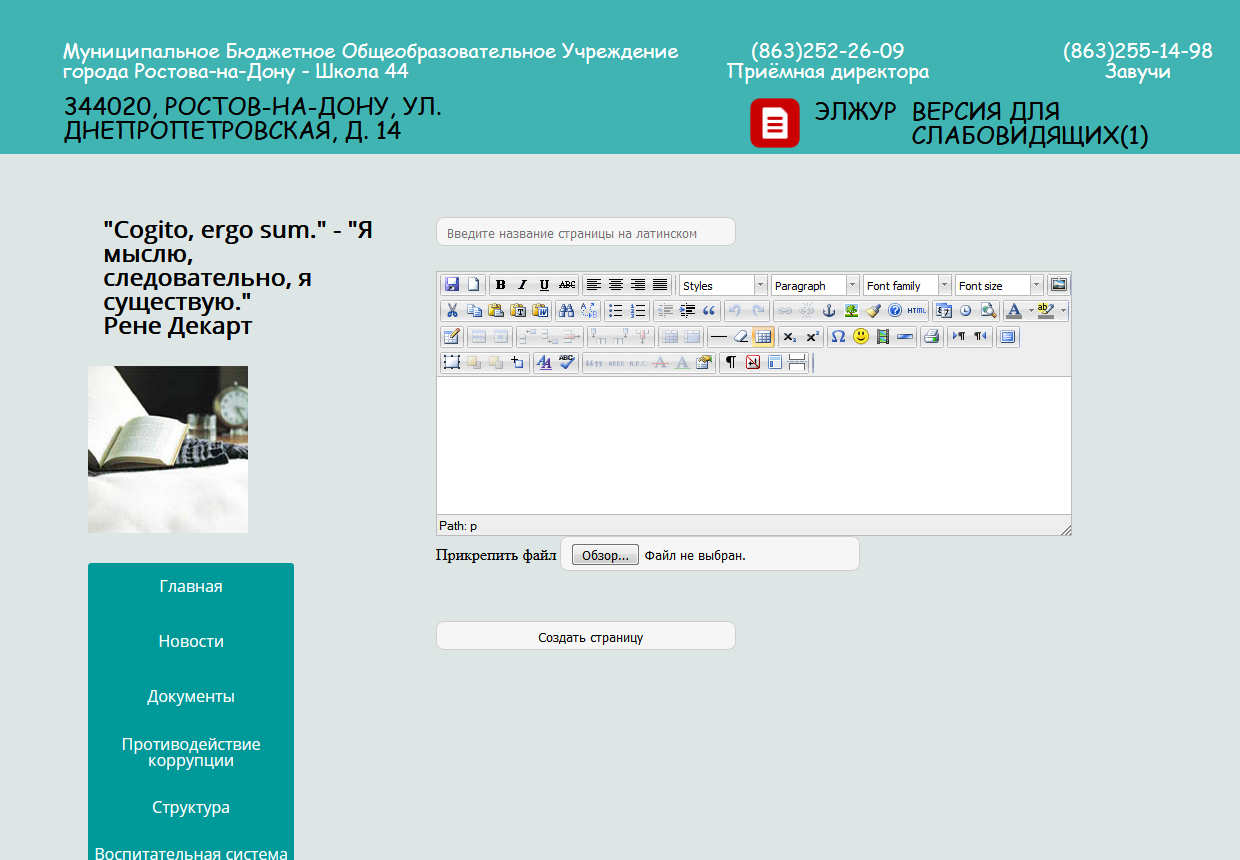 Муниципальное Бюджетное Общеобразовательное Учреждение
города Ростова-на-Дону - Школа 44
(863)252-26-09
Приёмная директора
(863)255-14-98
Завучи
344020, РОСТОВ-НА-ДОНУ, УЛ.
ДНЕПРОПЕТРОВСКАЯ, Д. 14
ЭЛЖУР
ВЕРСИЯ ДЛЯ
СЛАБОВИДЯЩИХ(1)
"Cogito, ergo sum." - "Я
мыслю,
следовательно, я
существую."
Рене Декарт
Главная
Новости
Документы
Противодействие
коррупции
Структура
Воспитательная система
Введите название страницы на латинском
B I U ABC Styles Paragraph Font family Font size
HTML
Path: p
Прикрепить файл Обзор... Файл не выбран.
Создать страницу